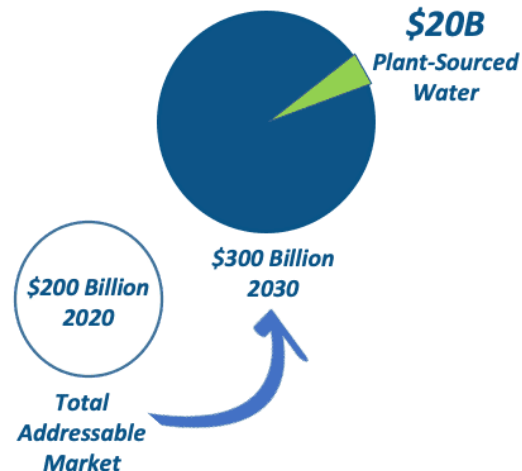 $20B
Plant-Sourced
Water
$300 Billion
2030
$200 Billion
2020
Total
Addressable
Market